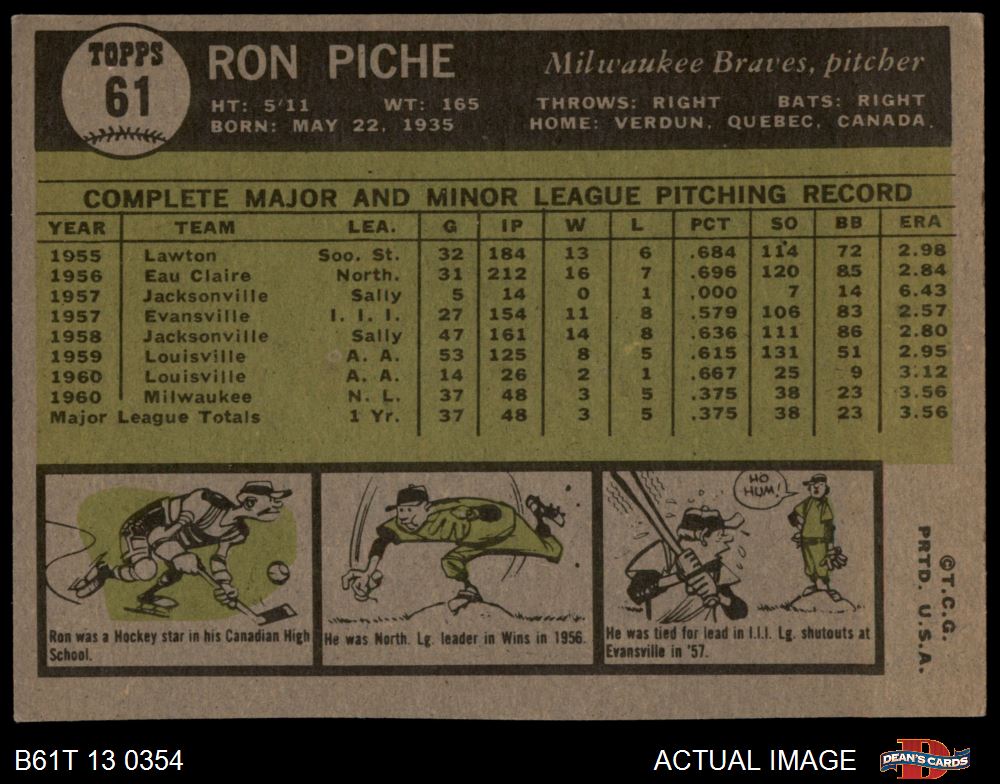 TOPPS
61
RON PICHE
Milwaukee Braves, pitcher
HT: 5'11 WT: 165 THROWS: RIGHT BATS: RIGHT
BORN: MAY 22, 1935 HOME: VERDUN, QUEBEC, CANADA.
COMPLETE MAJOR AND MINOR LEAGUE PITCHING RECORD
YEAR TEAM LEA. G IP W L PCT SO BB ERA
1955 Lawton Soo. St. 32 184 13 6 .684 114 72 2.98
1956 Eau Claire North. 31 212 16 7 .696 120 85 2.84
1957 Jacksonville Sally 5 14 0 1 .000 7 14 6.43
1957 Evansville I. I. I. 27 154 11 8 .579 106 83 2.57
1958 Jacksonville Sally 47 161 14 8 .636 111 86 2.80
1959 Louisville A. A. 53 125 8 5 .615 131 51 2.95
1960 Louisville A. A. 14 26 2 1 .667 25 9 3.12
1960 Milwaukee N. L. 37 48 3 5 .375 38 23 3.56
Major League Totals 1 Yr. 37 48 3 5 .375 38 23 3.56
HO
HUM!
Ron was a Hockey star in his Canadian High
School.
He was North. Lg. leader in Wins in 1956.
He was tied for lead in I.I.I. Lg. shutouts at
Evansville in '57.
©T.C.G.
PRTD. U.S.A.
B61T 13 0354
ACTUAL IMAGE
D
DEAN'S CARDS